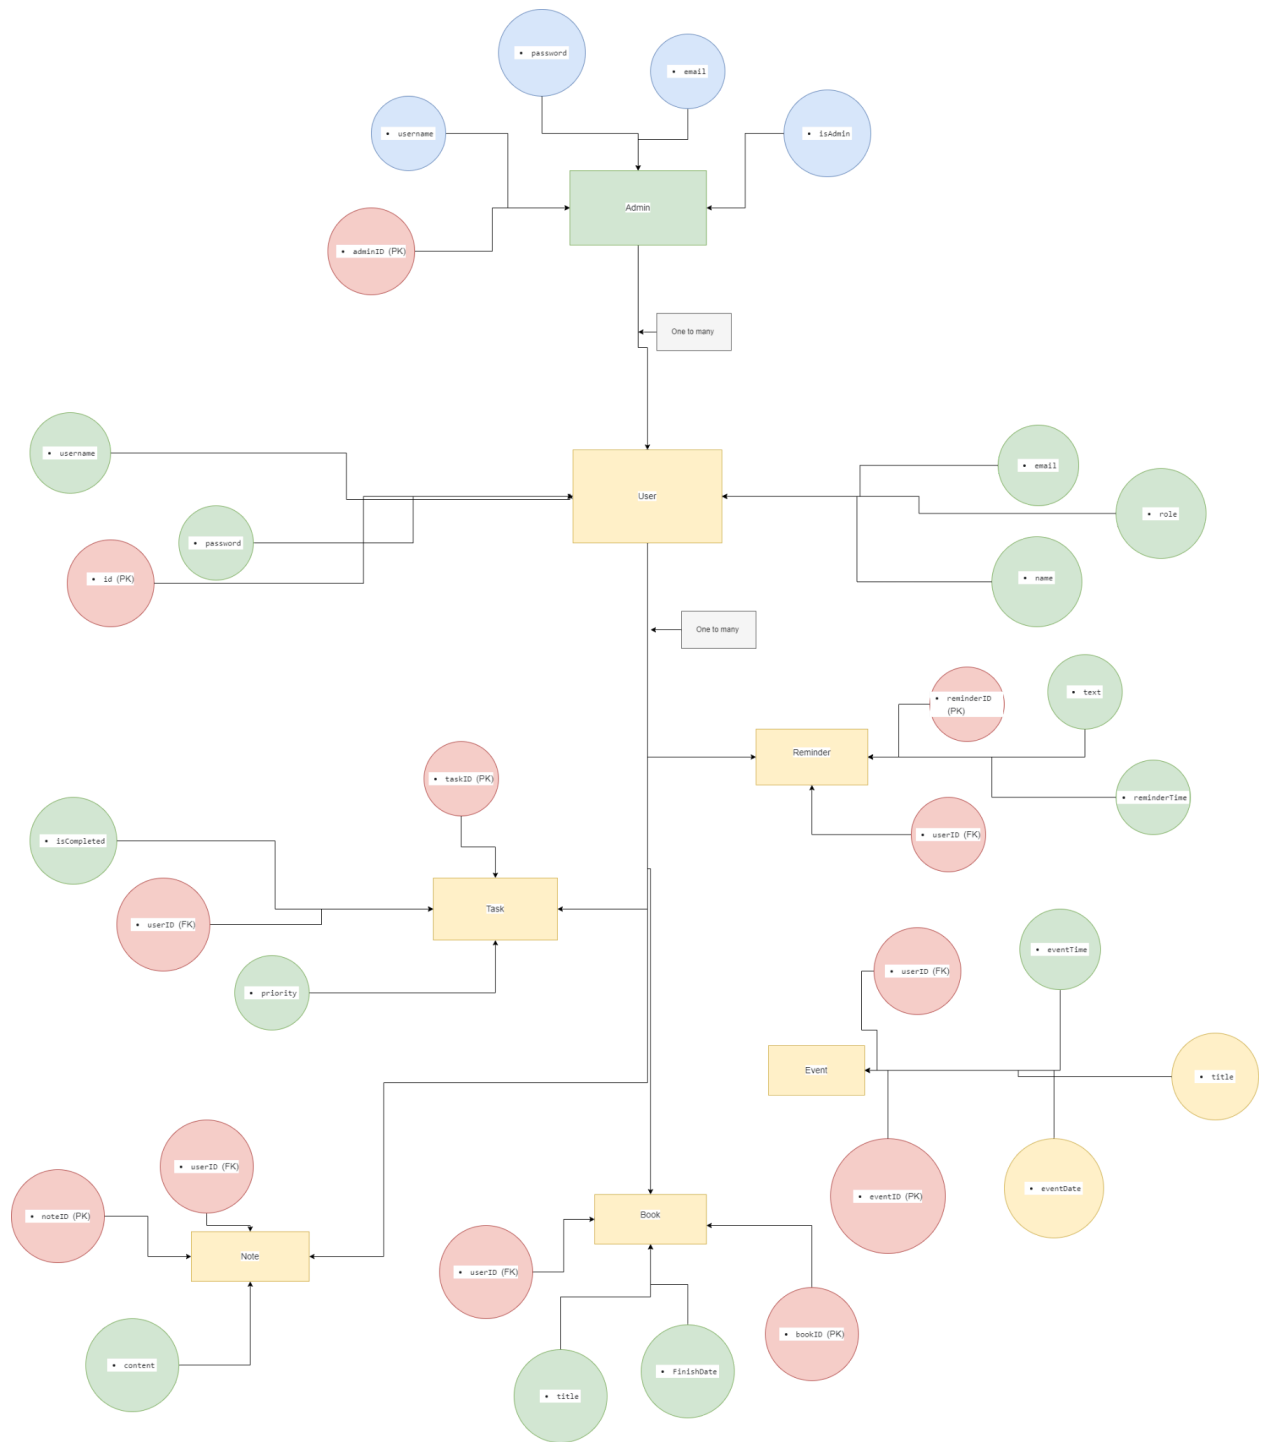 • password
• email
• username
• isAdmin
Admin
• adminID (PK)
One to many
• username
• email
User
• role
• password
• id (PK)
• name
One to many
• reminderID
(PK)
• text
Reminder
• taskID (PK)
• reminderTime
• userID (FK)
• isCompleted
Task
• userID (FK)
• eventTime
• userID (FK)
• priority
Event
• title
• userID (FK)
• eventID (PK)
• eventDate
• noteID (PK)
Book
Note
• userID (FK)
• bookID (PK)
• content
• FinishDate
• title